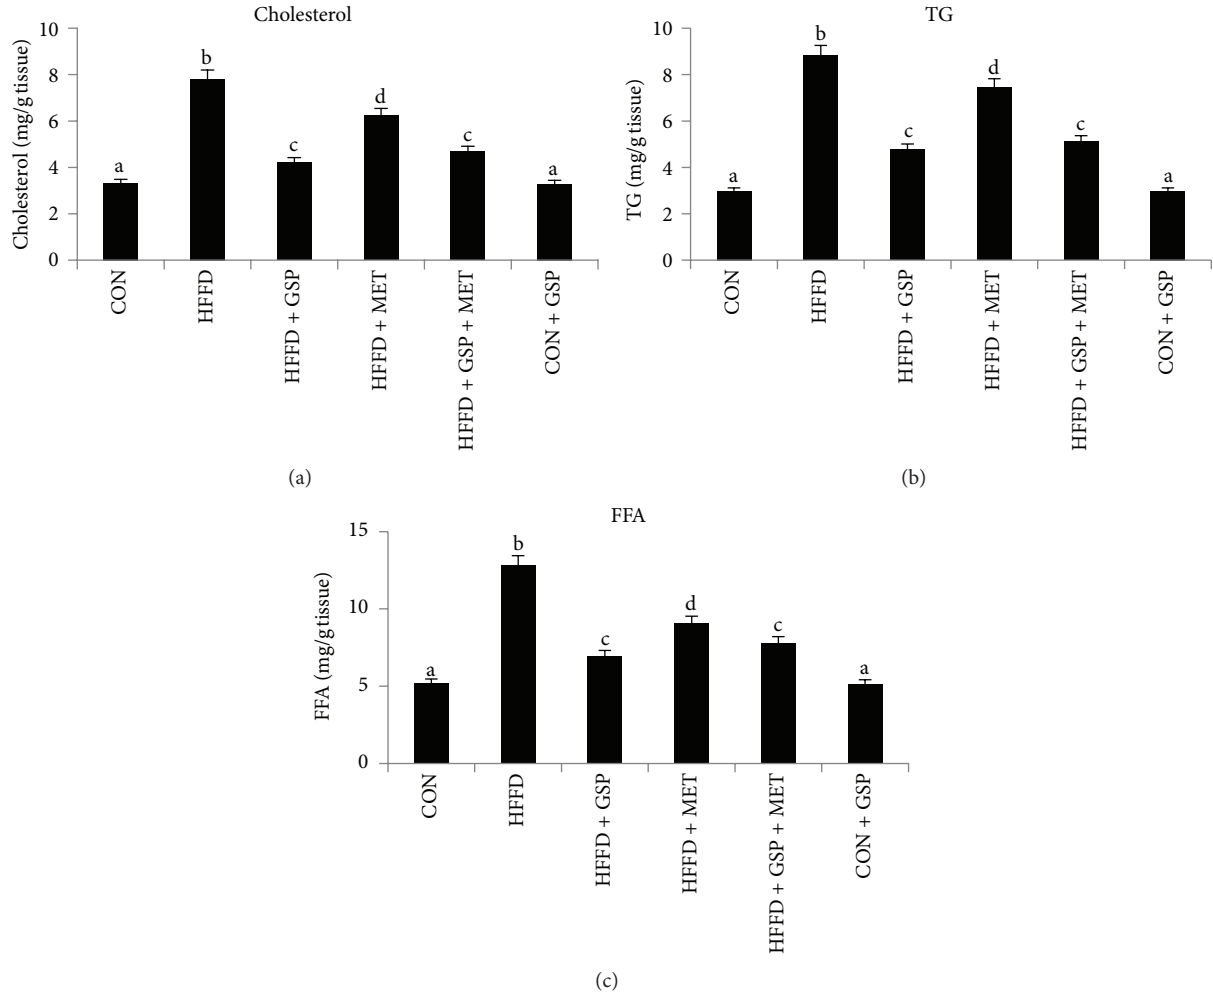 Cholesterol
Cholesterol (mg/g tissue)
10
8
6
4
2
0
a
b
c
d
c
a
CON
HFFD
HFFD + GSP
HFFD + MET
HFFD + GSP + MET
CON + GSP
(a)
TG
TG (mg/g tissue)
10
8
6
4
2
0
a
b
c
d
c
a
CON
HFFD
HFFD + GSP
HFFD + MET
HFFD + GSP + MET
CON + GSP
(b)
FFA
FFA (mg/g tissue)
15
10
5
0
a
b
c
d
c
a
CON
HFFD
HFFD + GSP
HFFD + MET
HFFD + GSP + MET
CON + GSP
(c)